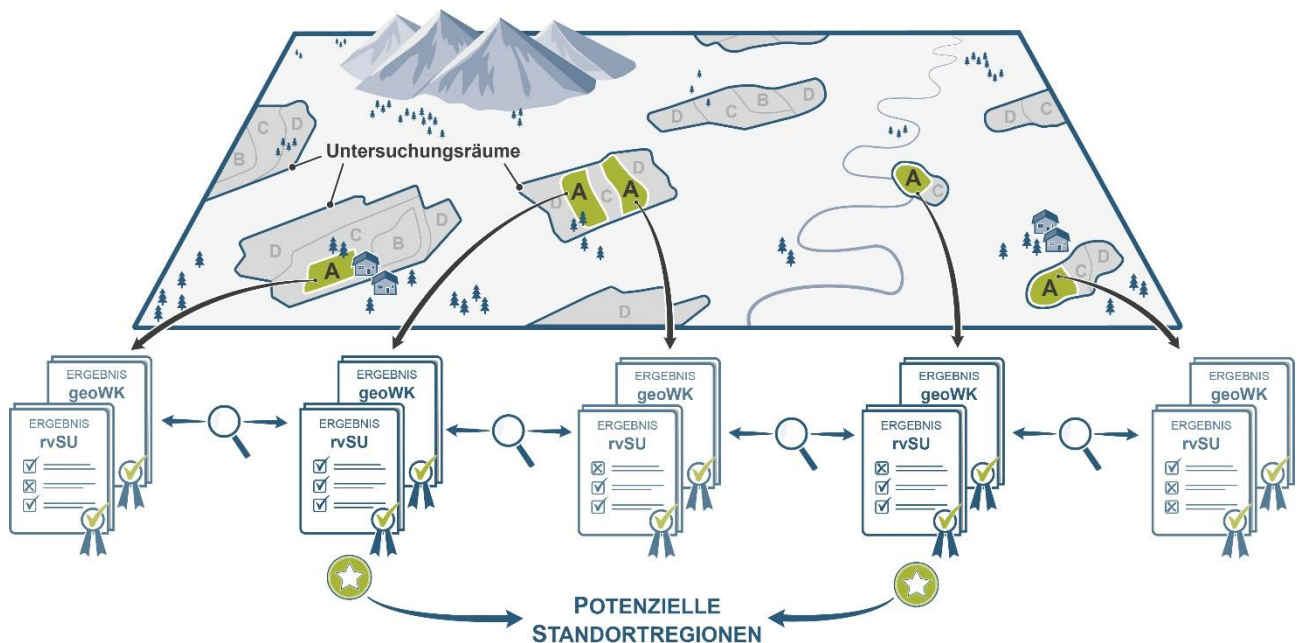 D
C
B
D
C
B
D
Untersuchungsräume
D
C
D
A
C
D
A
D
C
B
D
A
D
C
A
A
C
D
A
C
D
D
ERGEBNIS
geoWK
ERGEBNIS
rvSU
ERGEBNIS
geoWK
ERGEBNIS
rvSU
ERGEBNIS
geoWK
ERGEBNIS
rvSU
ERGEBNIS
geoWK
ERGEBNIS
rvSU
ERGEBNIS
geoWK
ERGEBNIS
rvSU
POTENZIELLE
STANDORTREGIONEN